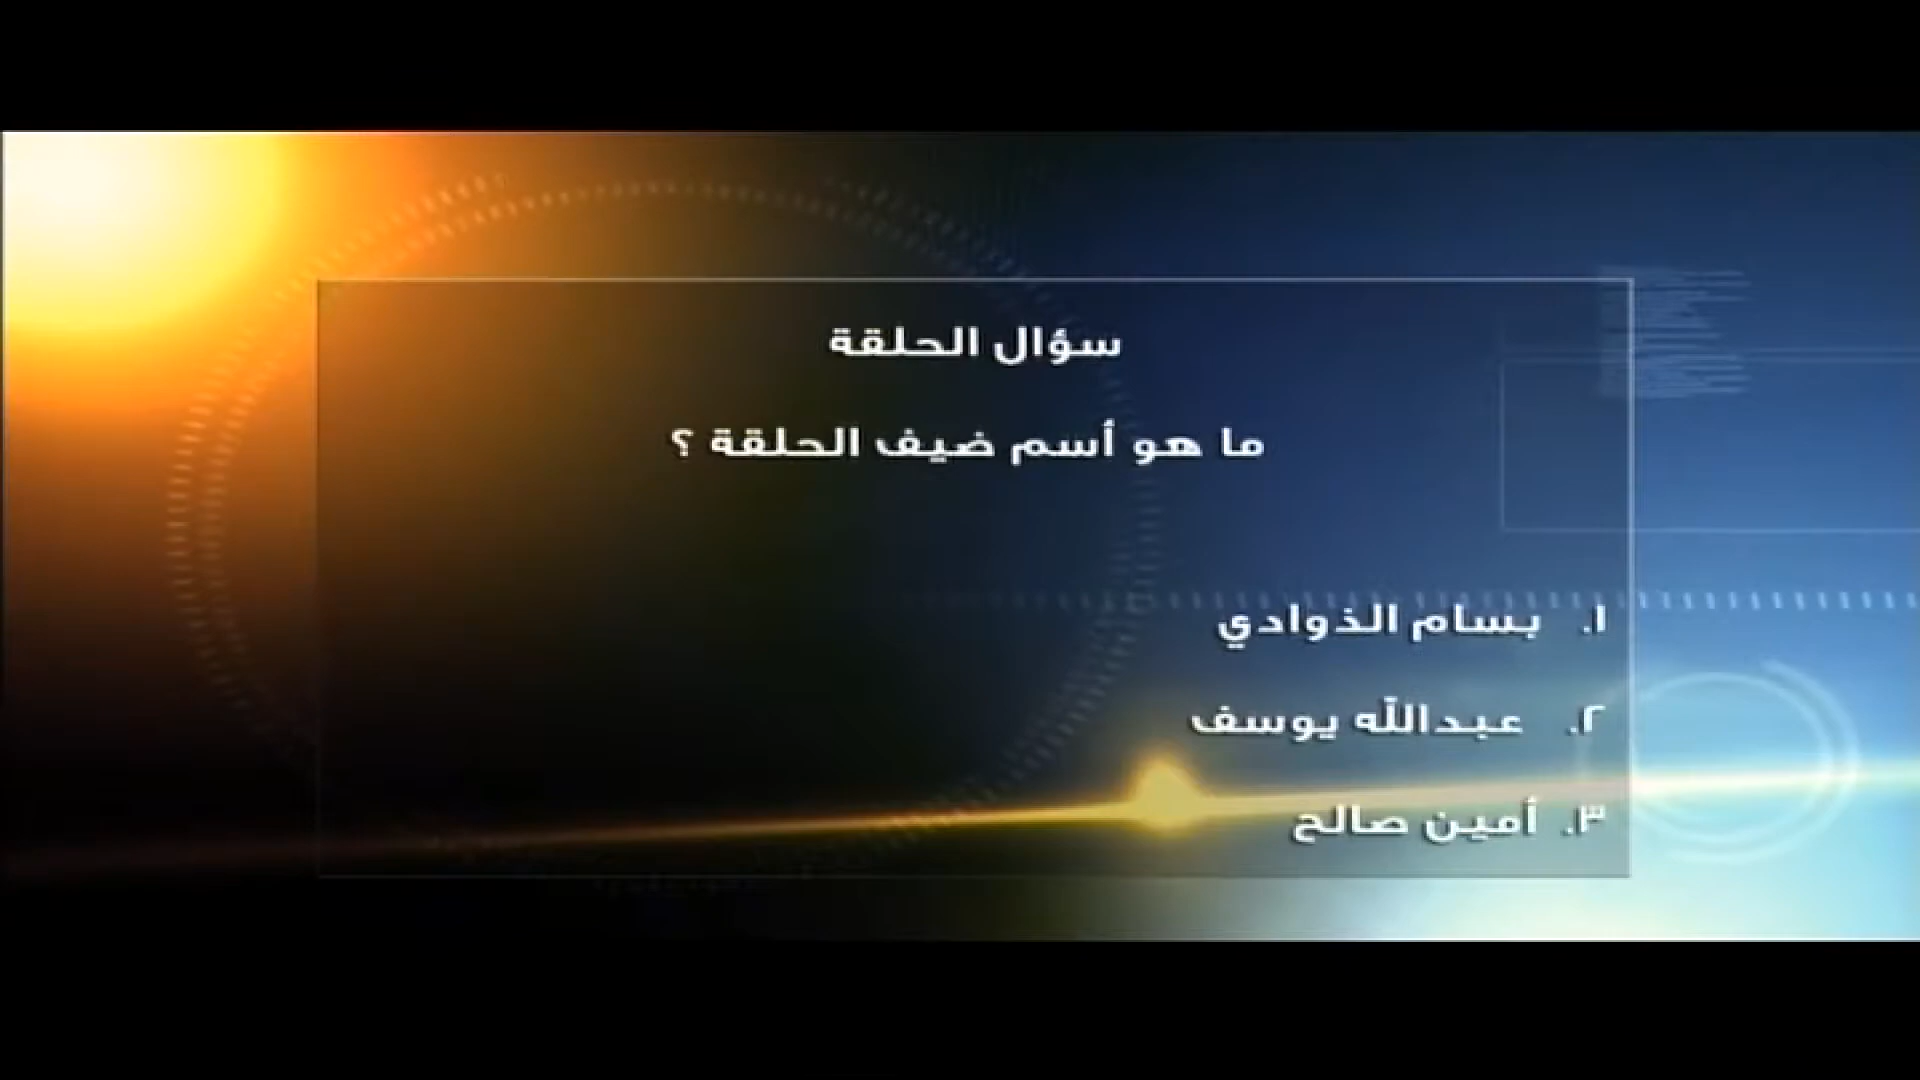 سؤال الحلقة
ما هو أسم ضيف الحلقة ؟
١. بسام الذوادي
٢. عبدالله يوسف
٣. أمين صالح